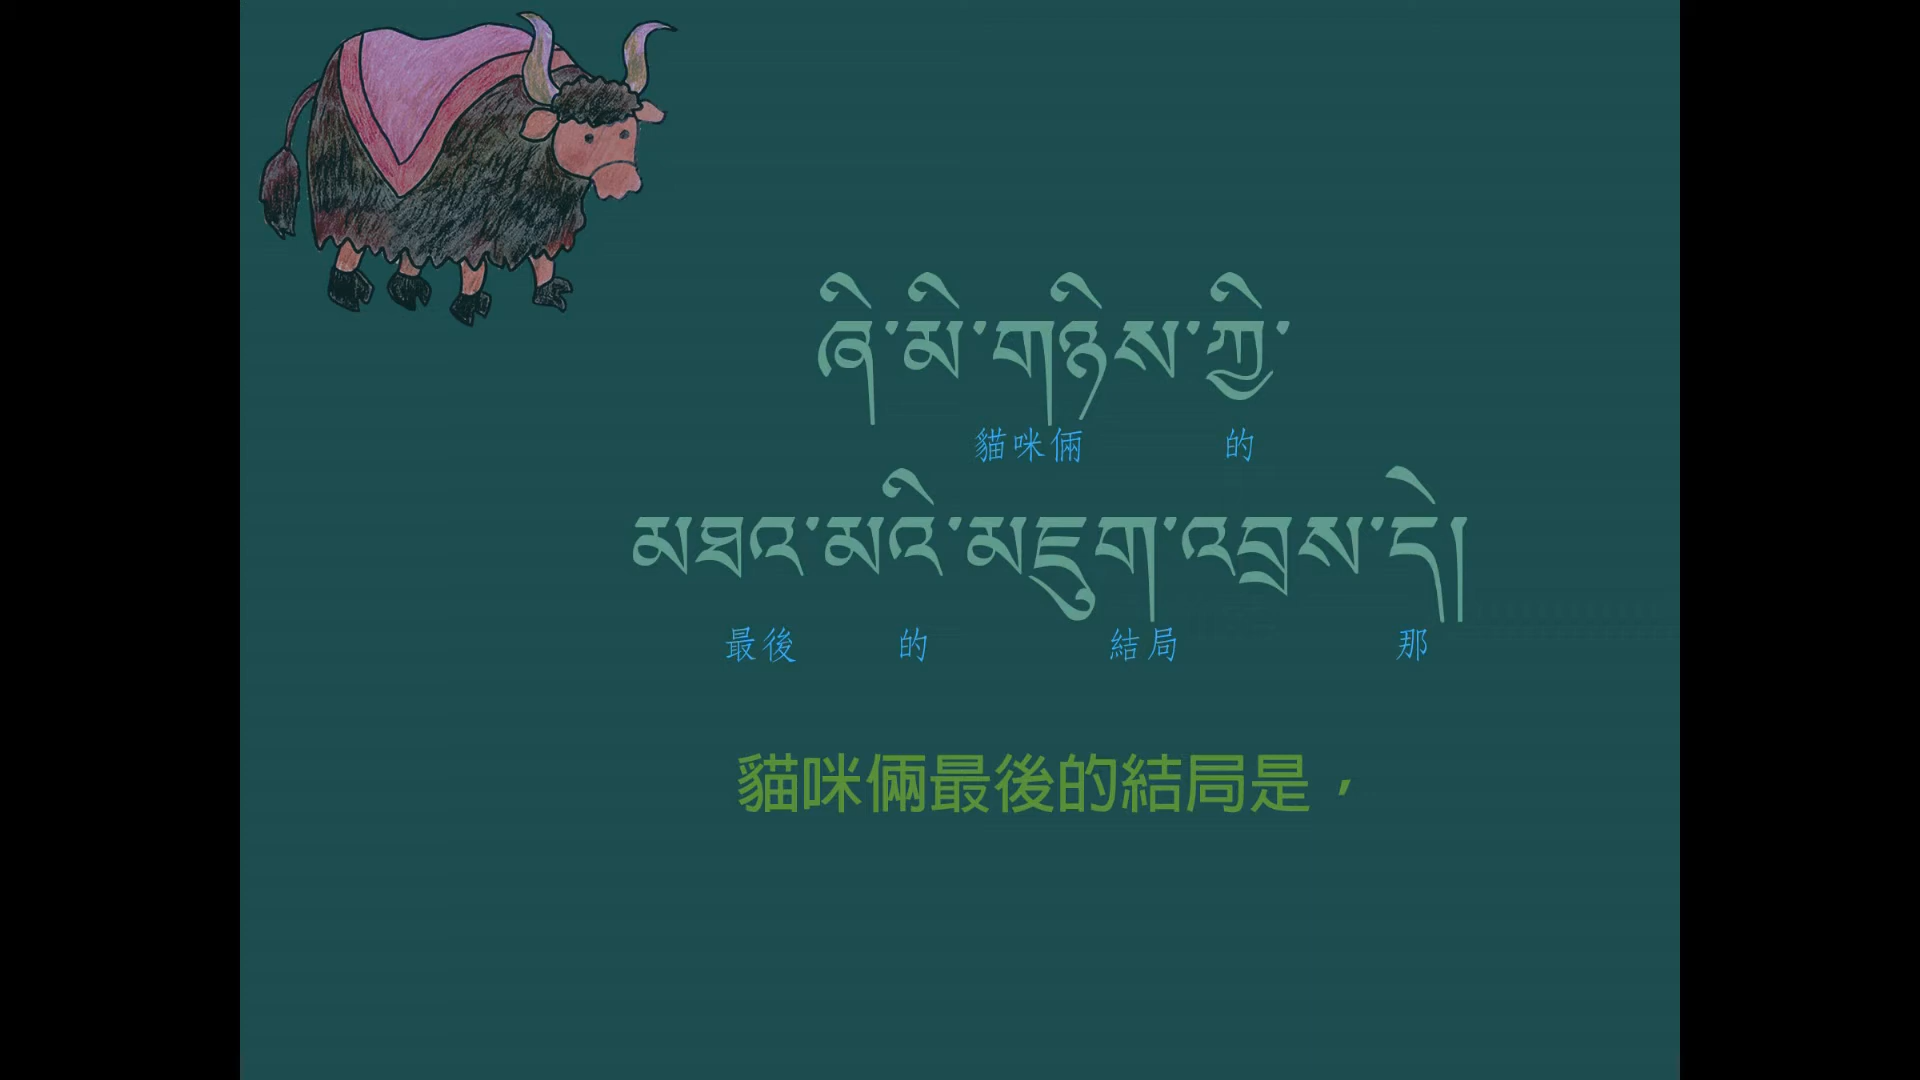 ཞི་མི་གཉིས་ཀྱི་
貓咪倆 的
མཐའ་མའི་མཇུག་འབྲས་དེ།
最後 的 結局 那
貓咪倆最後的結局是，